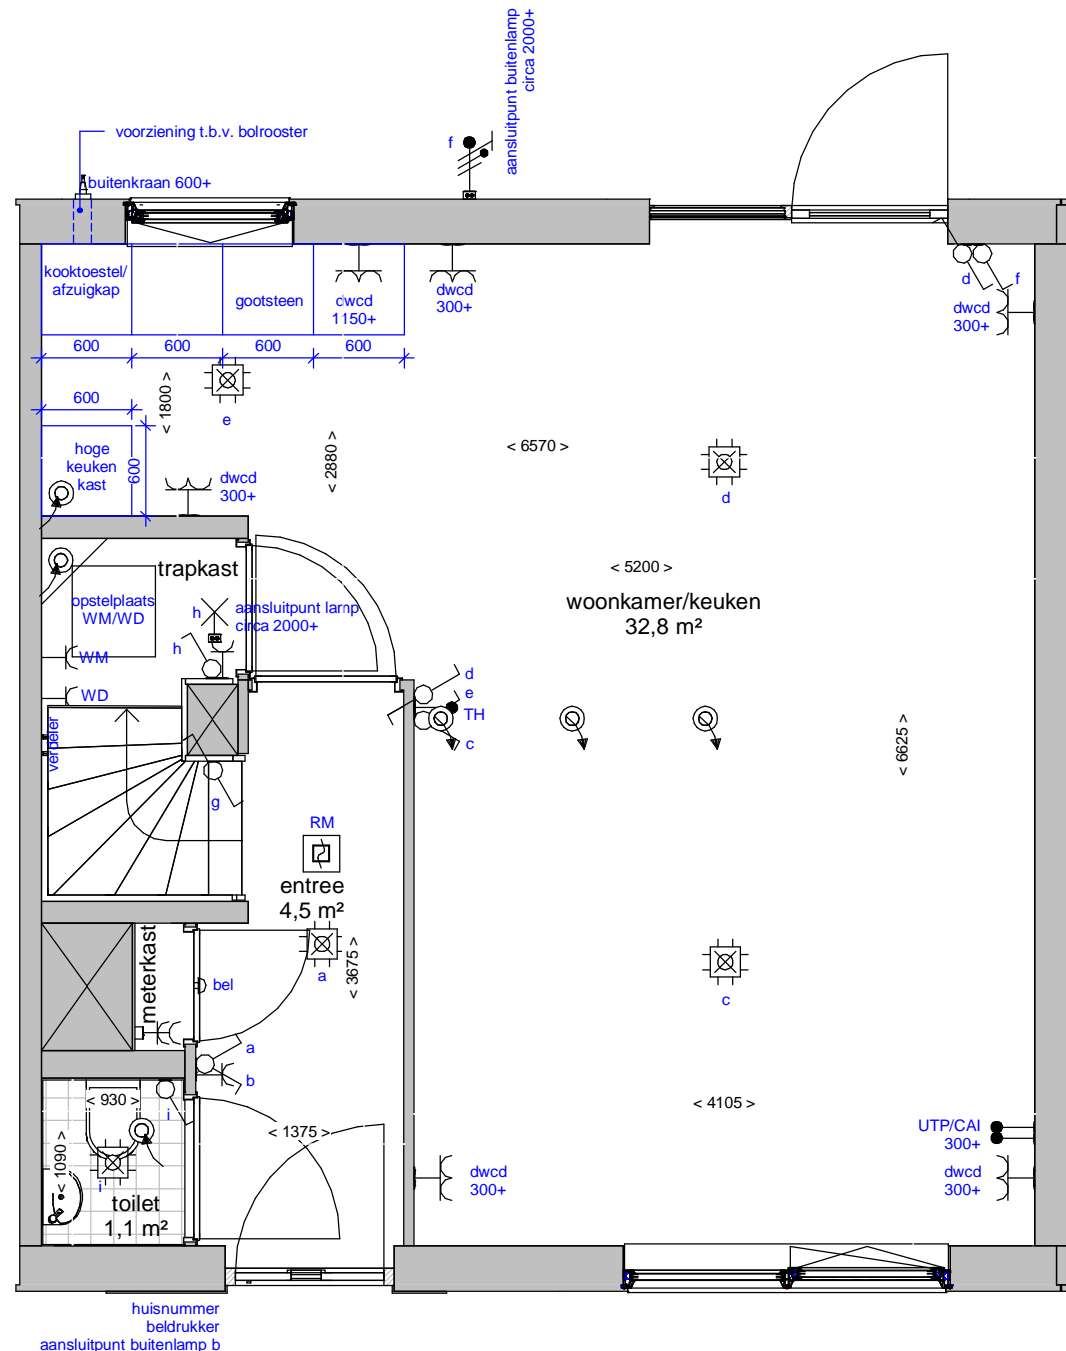 aansluitpunt buitenlamp
circa 2000+
f
voorziening t.b.v. bolrooster
buitenkraan 600+
kooktoestel/
afzuigkap
gootsteen
dwcd
1150+
dwcd
300+
d
f
dwcd
300+
600
600
600
600
< 1800 >
e
600
hoge
keuken
kast
600
< 2880 >
< 6570 >
d
dwcd
300+
trapkast
< 5200 >
woonkamer/keuken
32,8 m²
opstelplaats
WM/WD
h
aansluitpunt lamp
circa 2000+
h
WM
WD
d
e
TH
c
verdeler
g
< 6625 >
RM
entree
4,5 m²
a
< 3675 >
meterkast
bel
c
a
b
< 930 >
i
< 1375 >
< 4105 >
UTP/CAI
300+
< 1090 >
i
toilet
1,1 m²
dwcd
300+
dwcd
300+
huisnummer
beldrukker
aansluitpunt buitenlamp b